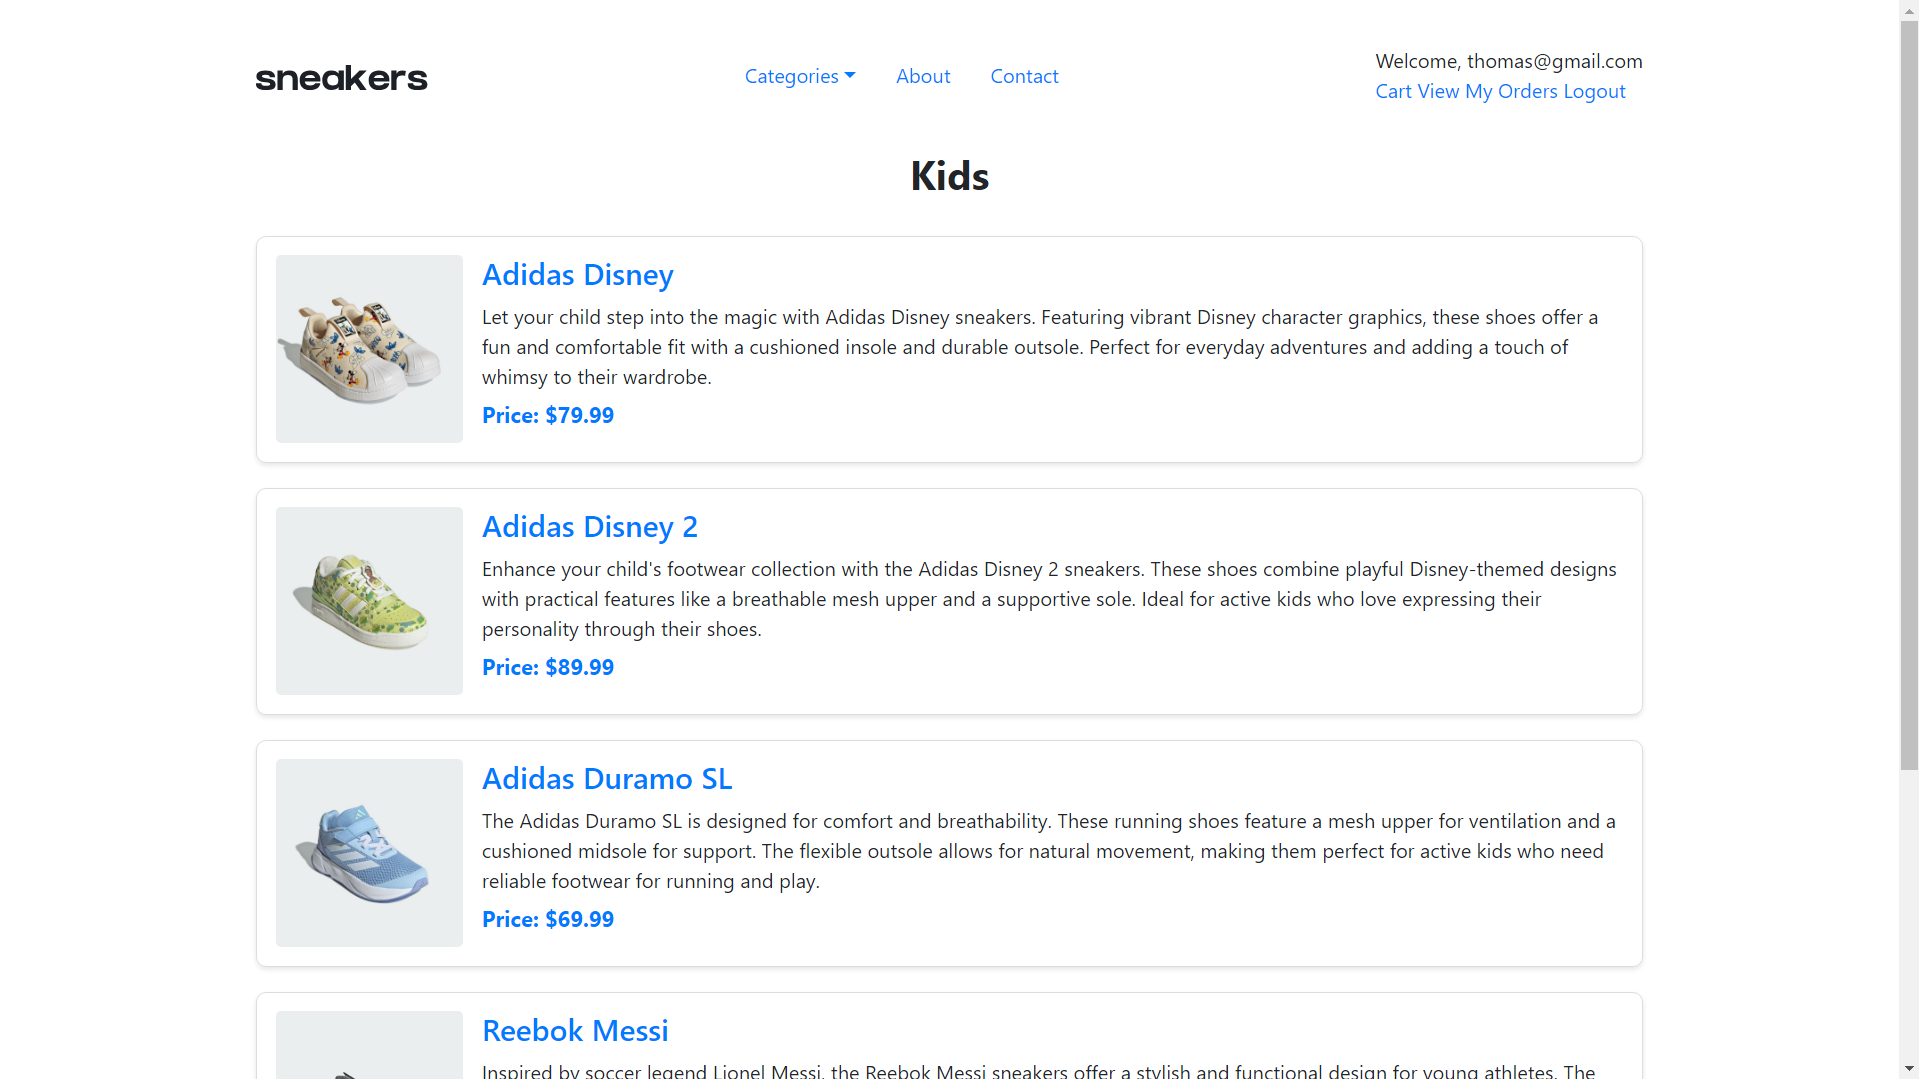 sneakers
Categories
About
Contact
Welcome, thomas@gmail.com
Cart View My Orders Logout
Kids
Adidas Disney
Let your child step into the magic with Adidas Disney sneakers. Featuring vibrant Disney character graphics, these shoes offer a
fun and comfortable fit with a cushioned insole and durable outsole. Perfect for everyday adventures and adding a touch of
whimsy to their wardrobe.
Price: $79.99
Adidas Disney 2
Enhance your child's footwear collection with the Adidas Disney 2 sneakers. These shoes combine playful Disney-themed designs
with practical features like a breathable mesh upper and a supportive sole. Ideal for active kids who love expressing their
personality through their shoes.
Price: $89.99
Adidas Duramo SL
The Adidas Duramo SL is designed for comfort and breathability. These running shoes feature a mesh upper for ventilation and a
cushioned midsole for support. The flexible outsole allows for natural movement, making them perfect for active kids who need
reliable footwear for running and play.
Price: $69.99
Reebok Messi
Inspired by soccer legend Lionel Messi, the Reebok Messi sneakers offer a stylish and functional design for young athletes. The